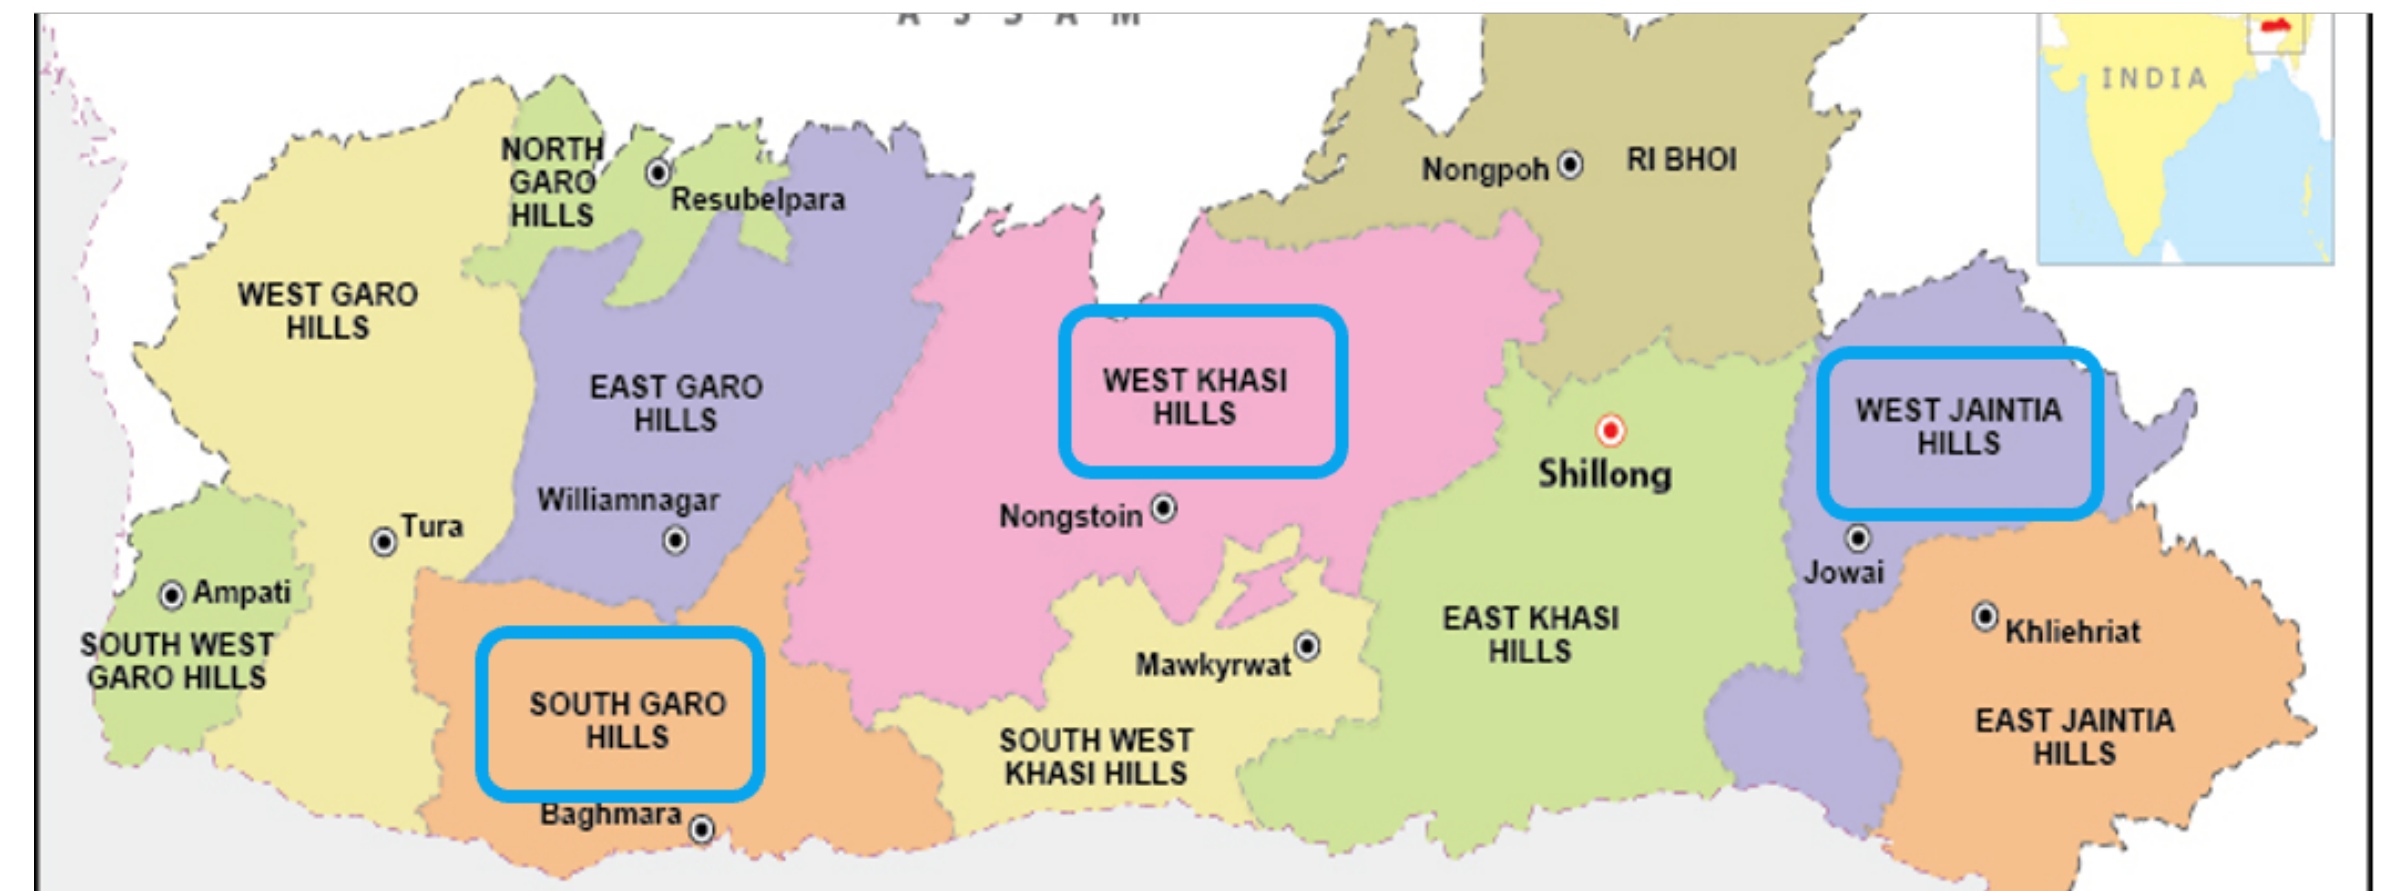 ASSAM
INDIA
NORTH
GARO
HILLS
Resubelpara
Nongpoh
RI BHOI
WEST GARO
HILLS
EAST GARO
HILLS
WEST KHASI
HILLS
WEST JAINTIA
HILLS
Shillong
Williamnagar
Nongstoin
Tura
Jowai
Ampati
SOUTH WEST
GARO HILLS
EAST KHASI
HILLS
Khliehriat
Mawkyrwat
SOUTH GARO
HILLS
SOUTH WEST
KHASI HILLS
EAST JAINTIA
HILLS
Baghmara